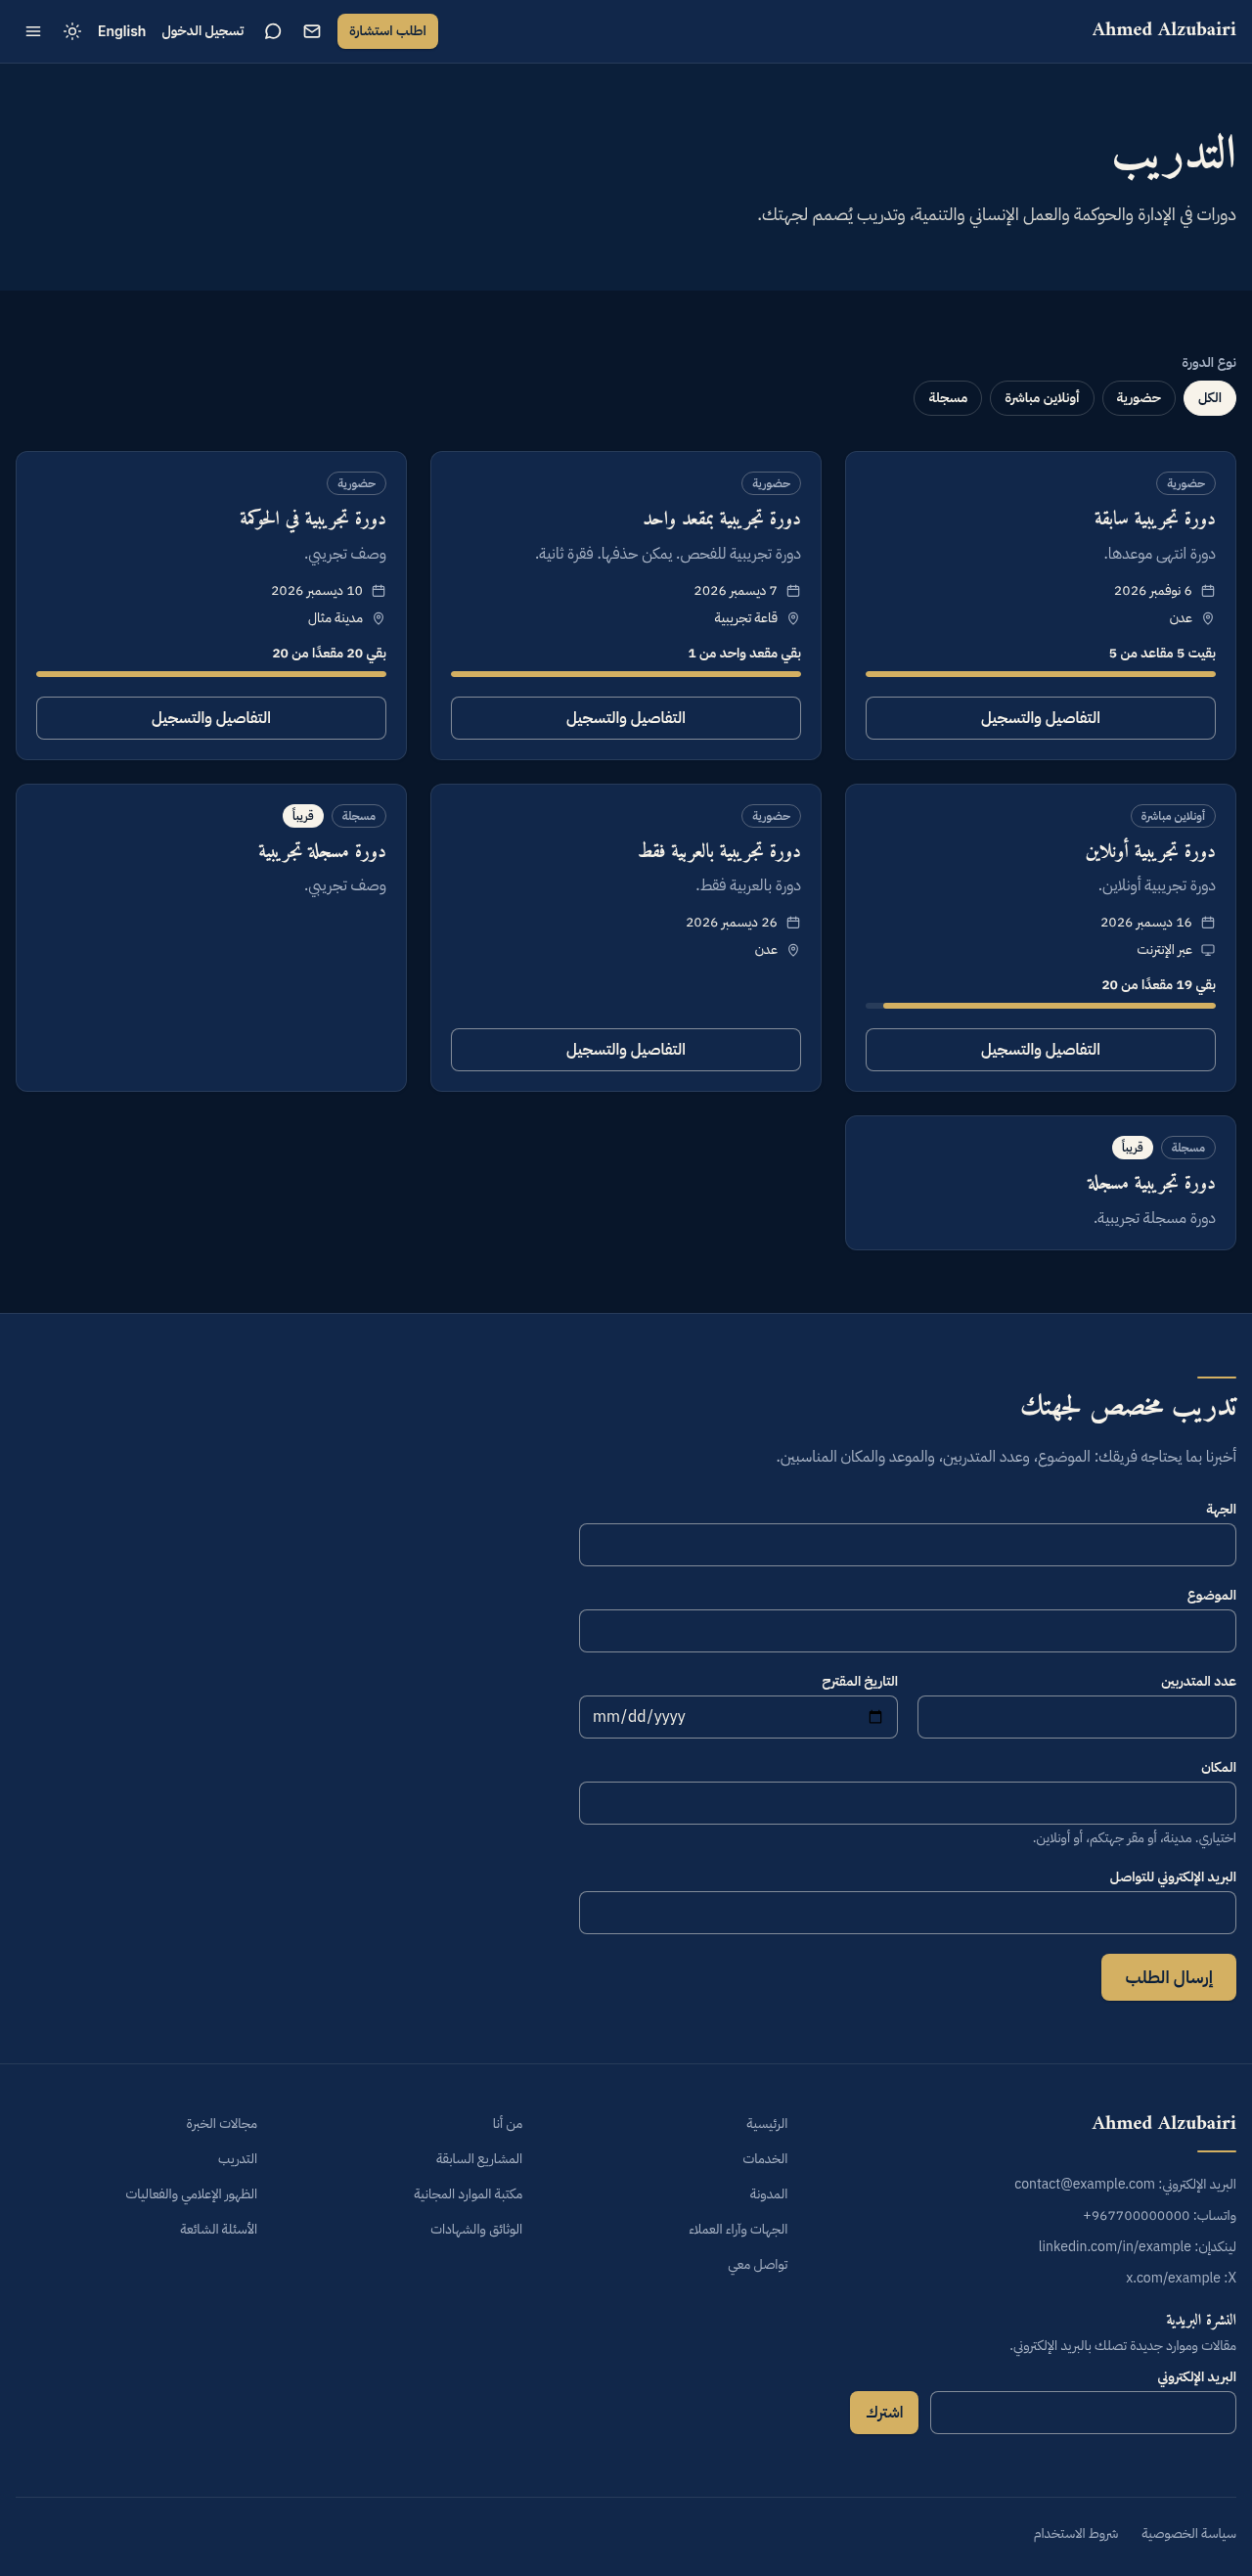 Ahmed Alzubairi
اطلب استشارة
تسجيل الدخول
English
التدريب
دورات في الإدارة والحوكمة والعمل الإنساني والتنمية، وتدريب يُصمم لجهتك.
نوع الدورة
الكل
حضورية
أونلاين مباشرة
مسجلة
حضورية
دورة تجريبية سابقة
دورة انتهى موعدها.
6 نوفمبر 2026
عدن
بقيت 5 مقاعد من 5
التفاصيل والتسجيل
حضورية
دورة تجريبية بمقعد واحد
دورة تجريبية للفحص. يمكن حذفها. فقرة ثانية.
7 ديسمبر 2026
قاعة تجريبية
بقي مقعد واحد من 1
التفاصيل والتسجيل
حضورية
دورة تجريبية في الحوكمة
وصف تجريبي.
10 ديسمبر 2026
مدينة مثال
بقي 20 مقعدًا من 20
التفاصيل والتسجيل
أونلاين مباشرة
دورة تجريبية أونلاين
دورة تجريبية أونلاين.
16 ديسمبر 2026
عبر الإنترنت
بقي 19 مقعدًا من 20
التفاصيل والتسجيل
حضورية
دورة تجريبية بالعربية فقط
دورة بالعربية فقط.
26 ديسمبر 2026
عدن
التفاصيل والتسجيل
مسجلة
قريباً
دورة مسجلة تجريبية
وصف تجريبي.
مسجلة
قريباً
دورة تجريبية مسجلة
دورة مسجلة تجريبية.
تدريب مخصص لجهتك
أخبرنا بما يحتاجه فريقك: الموضوع، وعدد المتدربين، والموعد والمكان المناسبين.
الجهة
الموضوع
عدد المتدربين
التاريخ المقترح
mm/dd/yyyy
المكان
اختياري. مدينة، أو مقر جهتكم، أو أونلاين.
البريد الإلكتروني للتواصل
إرسال الطلب
Ahmed Alzubairi
البريد الإلكتروني: contact@example.com
واتساب: 967700000000+
لينكدإن: linkedin.com/in/example
X: x.com/example
النشرة البريدية
مقالات وموارد جديدة تصلك بالبريد الإلكتروني.
البريد الإلكتروني
اشترك
الرئيسية
الخدمات
المدونة
الجهات وآراء العملاء
تواصل معي
من أنا
المشاريع السابقة
مكتبة الموارد المجانية
الوثائق والشهادات
مجالات الخبرة
التدريب
الظهور الإعلامي والفعاليات
الأسئلة الشائعة
سياسة الخصوصية
شروط الاستخدام